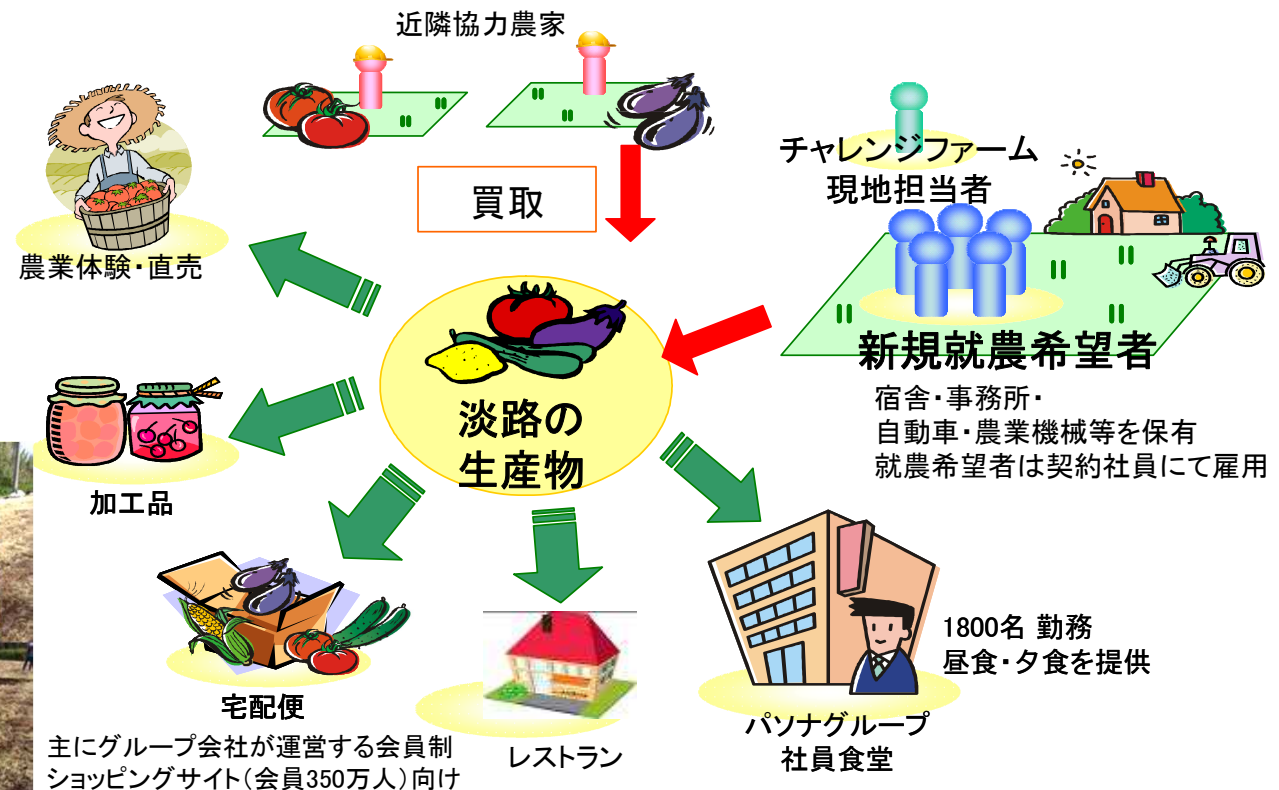 近隣協力農家
買取
チャレンジファーム
現地担当者
新規就農希望者
宿舎・事務所・
自動車・農業機械等を保有
就農希望者は契約社員にて雇用
農業体験・直売
淡路の
生産物
加工品
宅配便
主にグループ会社が運営する会員制
ショッピングサイト(会員350万人)向け
レストラン
パソナグループ
社員食堂
1800名 勤務
昼食・夕食を提供